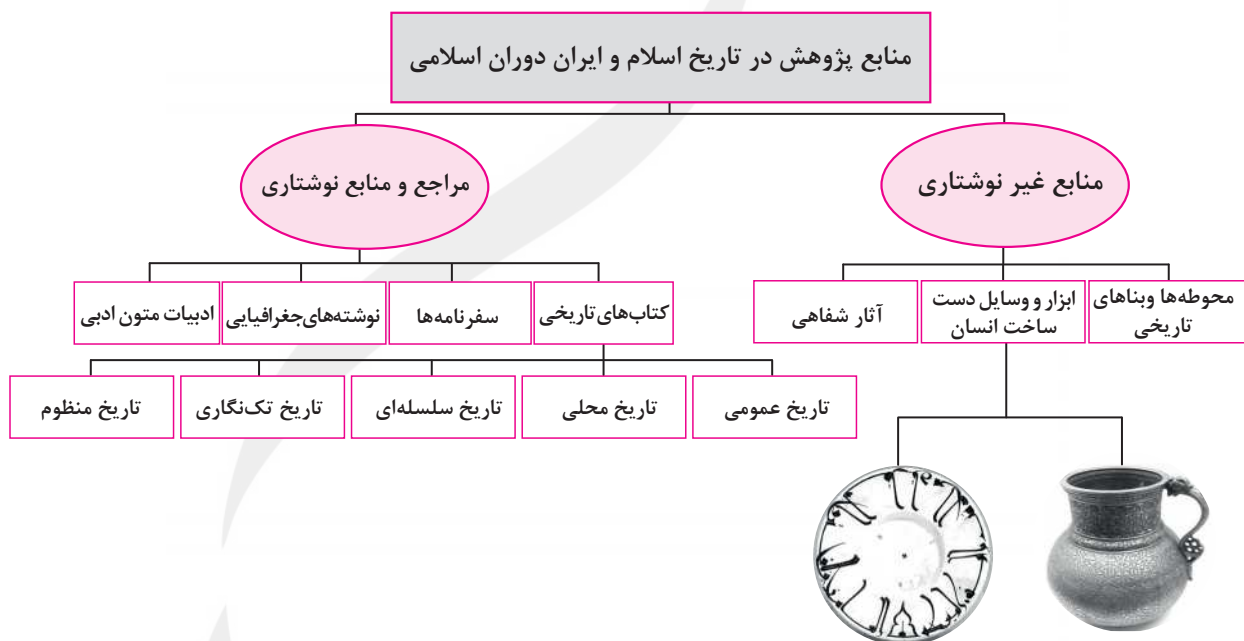 منابع پژوهش در تاریخ اسلام و ایران دوران اسلامی
منابع غیر نوشتاری
مراجع و منابع نوشتاری
محوطه‌ها وبناهای
تاریخی
ابزار و وسایل دست
ساخت انسان
آثار شفاهی
کتاب‌های تاریخی
سفرنامه‌ها
نوشته‌های جغرافیایی
ادبیات متون ادبی
تاریخ عمومی
تاریخ محلی
تاریخ سلسله‌ای
تاریخ تک‌نگاری
تاریخ منظوم